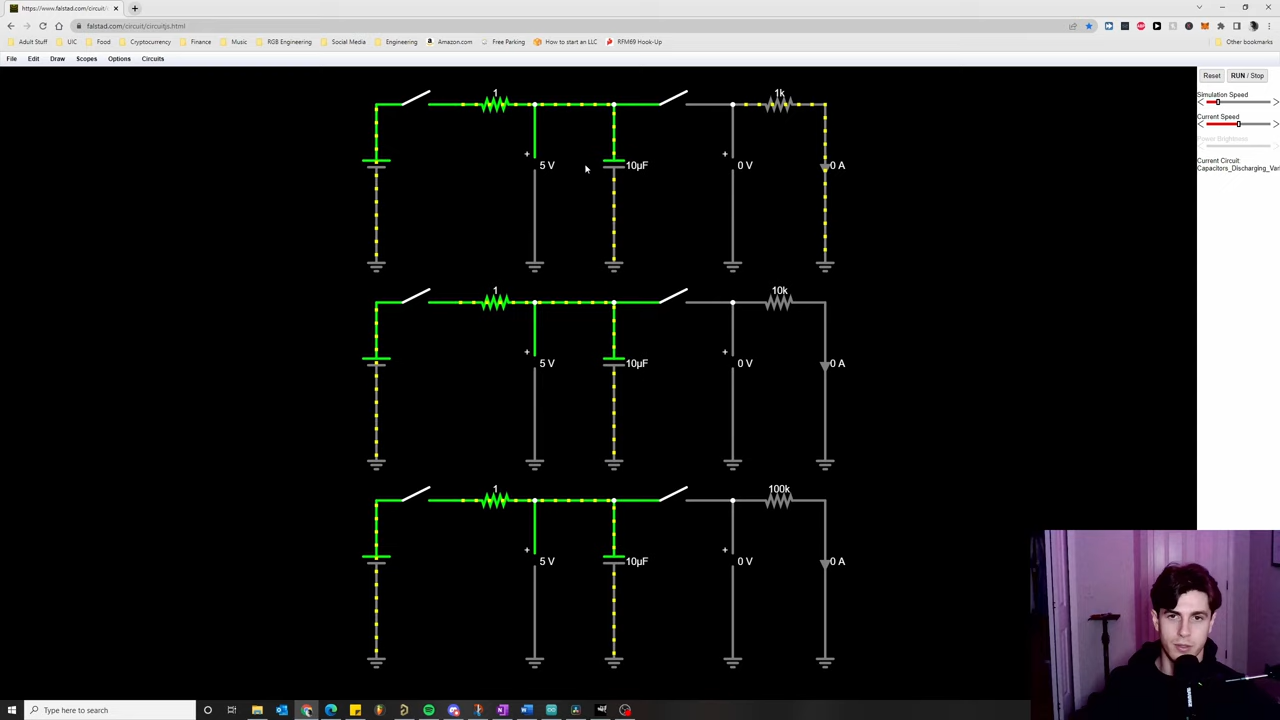 https://www.falstad.com/circuit/
falstad.com/circuit/circuitjs.html
Adult Stuff UIC Food Cryptocurrency Finance Music RGB Engineering Social Media Engineering Amazon.com Free Parking How to start an LLC RFM69 Hook-Up Other bookmarks
File Edit Draw Scopes Options Circuits
Reset RUN / Stop
Simulation Speed
Current Speed
Power Brightness
Current Circuit:
Capacitors_Discharging_Vari
1 1k
+ 5 V 10μF + 0 V 0 A
1 10k
+ 5 V 10μF + 0 V 0 A
1 100k
+ 5 V 10μF + 0 V 0 A
Type here to search